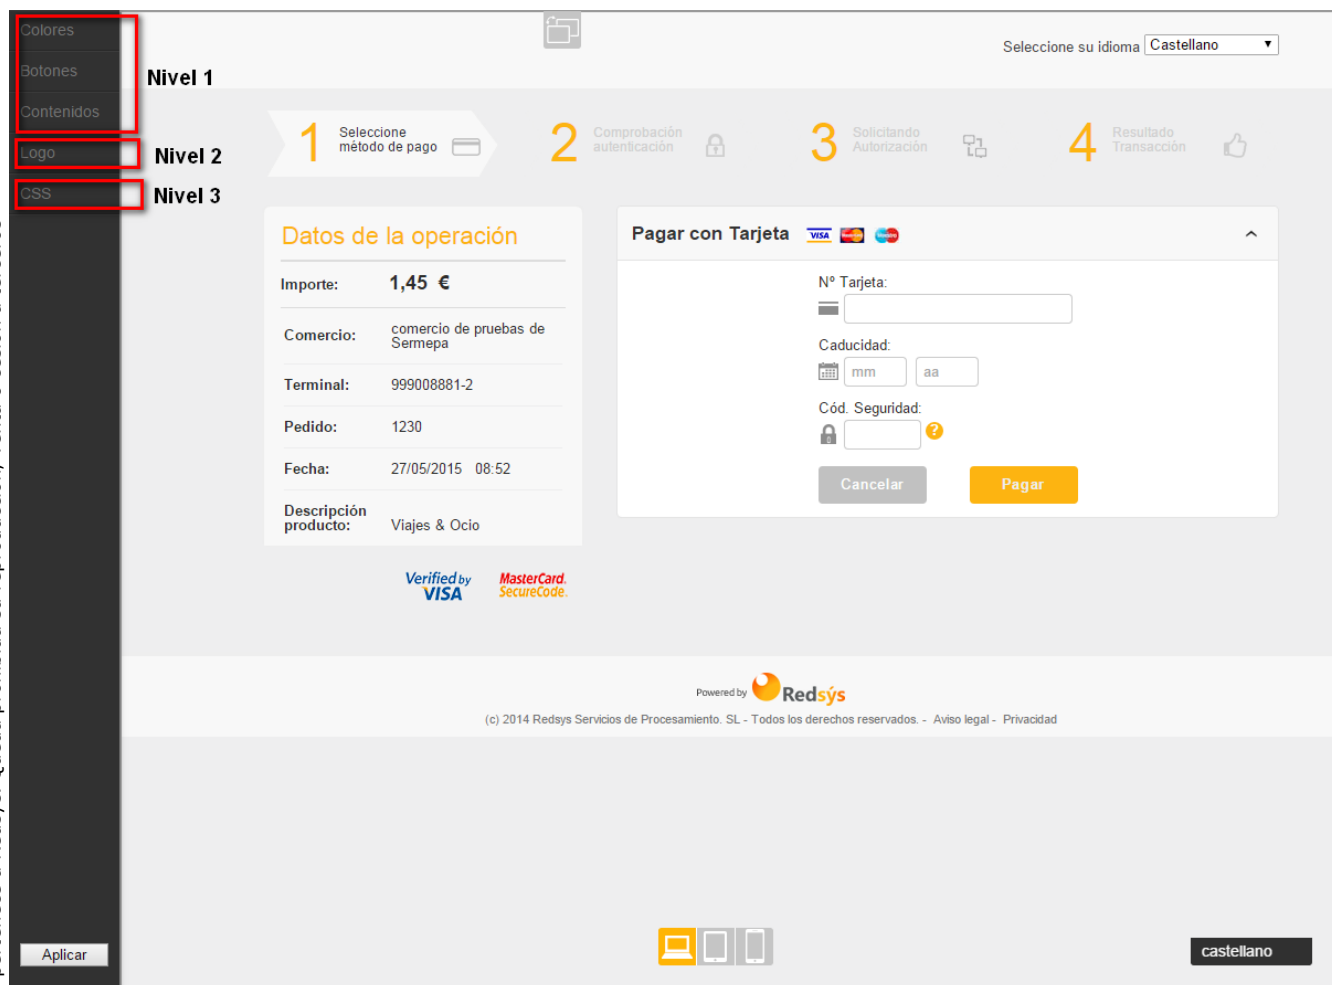 Colores
Botones
Contenidos
Logo
CSS
Nivel 1
Nivel 2
Nivel 3
Seleccione su idioma Castellano
1 Seleccione
método de pago
2 Comprobación
autenticación
3 Solicitando
Autorización
4 Resultado
Transacción
Datos de la operación
Importe: 1,45 €
Comercio: comercio de pruebas de
Sermepa
Terminal: 999008881-2
Pedido: 1230
Fecha: 27/05/2015 08:52
Descripción
producto: Viajes & Ocio
Verified by
VISA
MasterCard.
SecureCode.
Pagar con Tarjeta VISA
Nº Tarjeta:
Caducidad:
mm aa
Cód. Seguridad:
?
Cancelar Pagar
Powered by Redsýs
(c) 2014 Redsys Servicios de Procesamiento. SL - Todos los derechos reservados. - Aviso legal - Privacidad
Aplicar
castellano